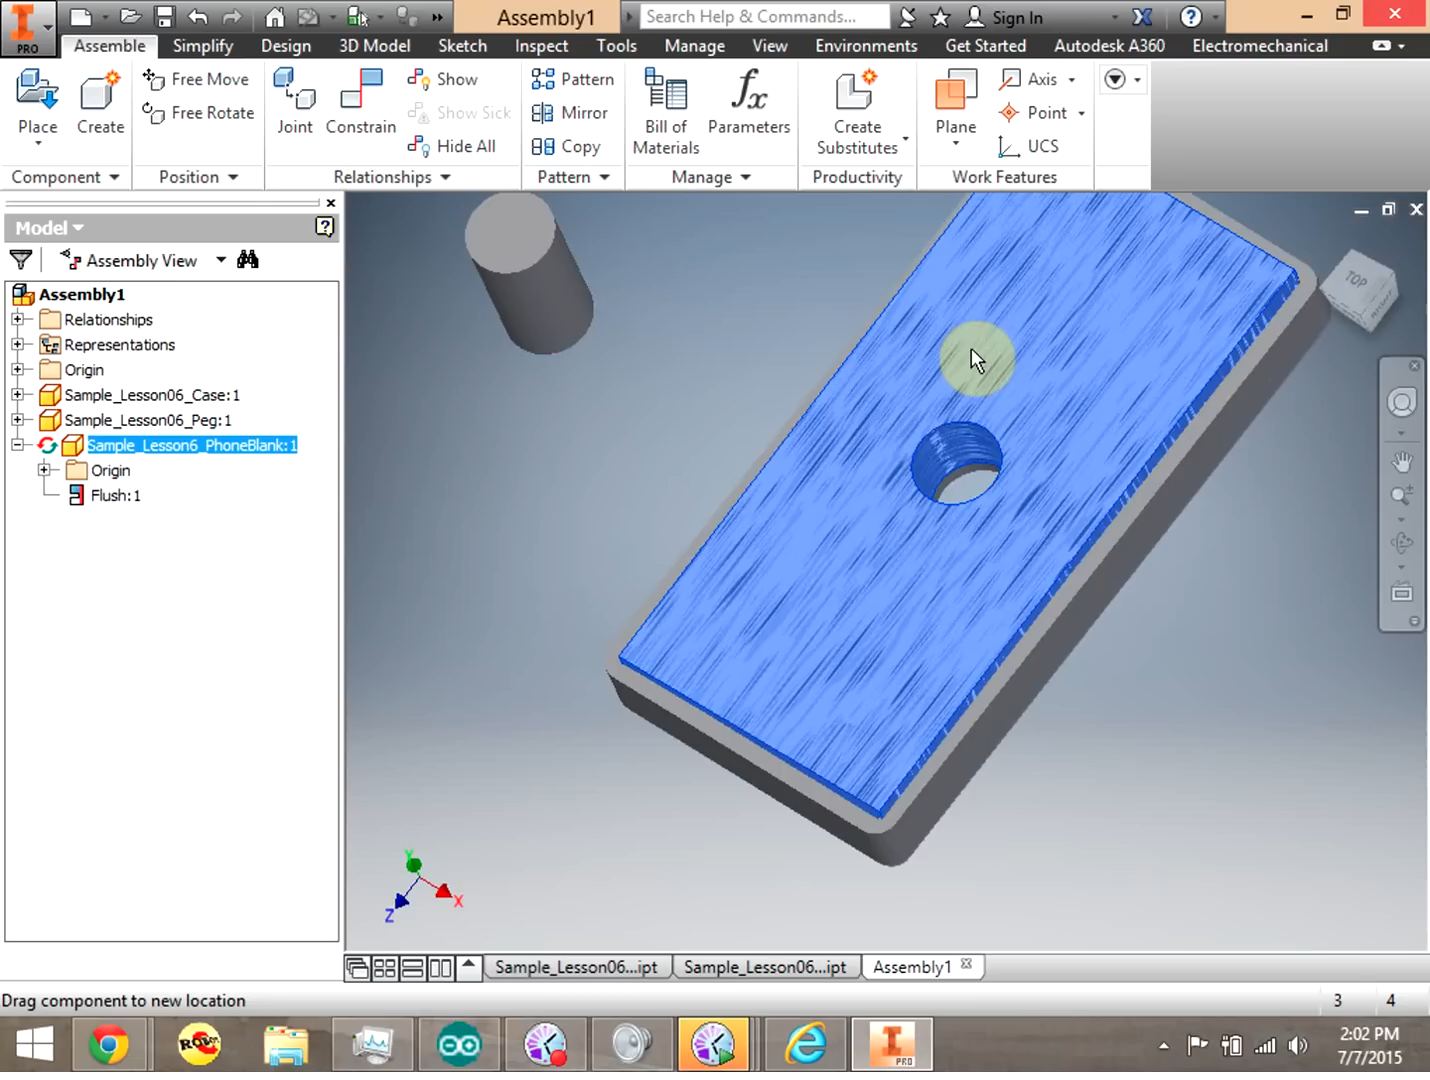 Assembly1
Search Help & Commands...
Sign In
PRO
Assemble Simplify Design 3D Model Sketch Inspect Tools Manage View Environments Get Started Autodesk A360 Electromechanical
Place
Create
Free Move
Free Rotate
Joint
Constrain
Show
Show Sick
Hide All
Pattern
Mirror
Copy
Bill of
Materials
fx
Parameters
Create
Substitutes
Plane
Axis
Point
UCS
Component Position Relationships Pattern Manage Productivity Work Features
Model
Assembly View
Assembly1
Relationships
Representations
Origin
Sample_Lesson06_Case:1
Sample_Lesson06_Peg:1
Sample_Lesson6_PhoneBlank:1
Origin
Flush:1
TOP
RIGHT
Y
X
Z
Sample_Lesson06...ipt Sample_Lesson06...ipt Assembly1
Drag component to new location
3 4
PRO
2:02 PM
7/7/2015